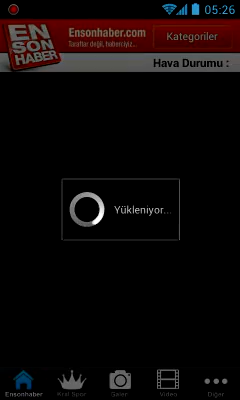 05:26
EN
SON
HABER
Ensonhaber.com
Taraftar değil, haberiyiz...
Kategoriler
Hava Durumu :
Yükleniyor...
Ensonhaber
Kral Spor
Galeri
Video
Diğer